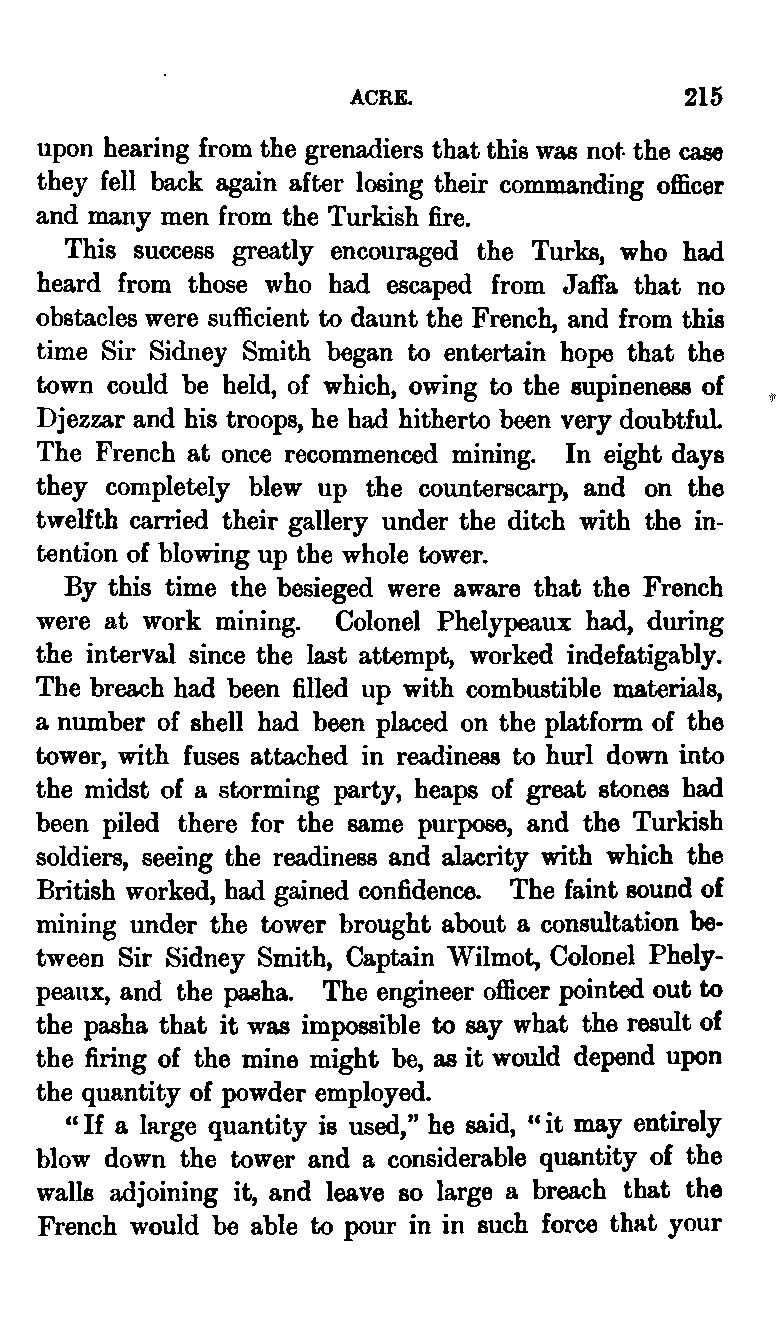 ACRE. 215
upon hearing from the grenadiers that this was not the case
they fell back again after losing their commanding officer
and many men from the Turkish fire.
This success greatly encouraged the Turks, who had
heard from those who had escaped from Jaffa that no
obstacles were sufficient to daunt the French, and from this
time Sir Sidney Smith began to entertain hope that the
town could be held, of which, owing to the supineness of
Djezzar and his troops, he had hitherto been very doubtful.
The French at once recommenced mining. In eight days
they completely blew up the counterscarp, and on the
twelfth carried their gallery under the ditch with the in-
tention of blowing up the whole tower.
By this time the besieged were aware that the French
were at work mining. Colonel Phelypeaux had, during
the interval since the last attempt, worked indefatigably.
The breach had been filled up with combustible materials,
a number of shell had been placed on the platform of the
tower, with fuses attached in readiness to hurl down into
the midst of a storming party, heaps of great stones had
been piled there for the same purpose, and the Turkish
soldiers, seeing the readiness and alacrity with which the
British worked, had gained confidence. The faint sound of
mining under the tower brought about a consultation be-
tween Sir Sidney Smith, Captain Wilmot, Colonel Phely-
peaux, and the pasha. The engineer officer pointed out to
the pasha that it was impossible to say what the result of
the firing of the mine might be, as it would depend upon
the quantity of powder employed.
"If a large quantity is used," he said, "it may entirely
blow down the tower and a considerable quantity of the
walls adjoining it, and leave so large a breach that the
French would be able to pour in in such force that your